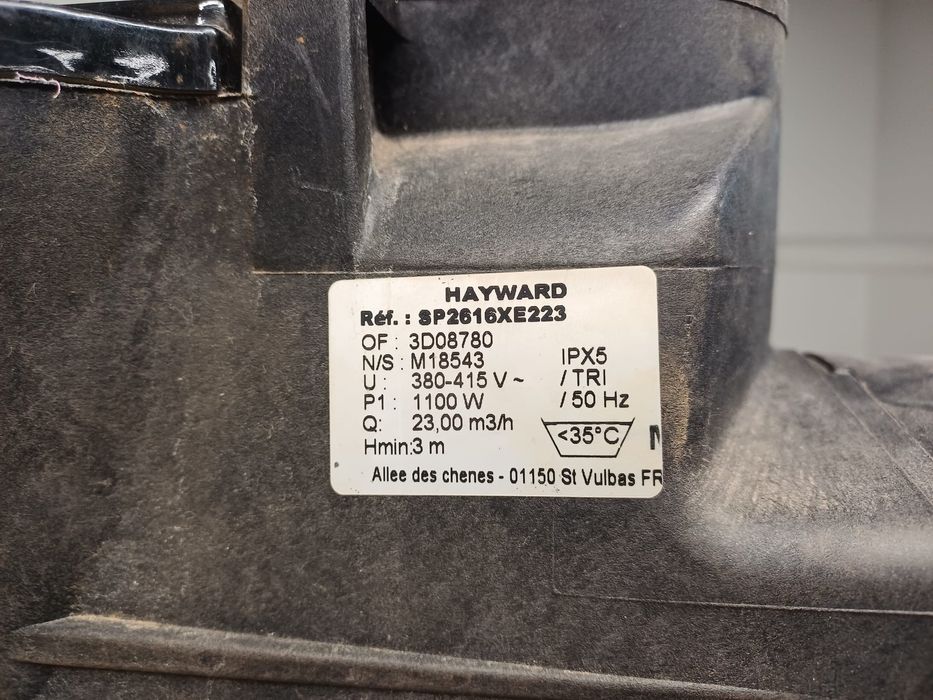 HAYWARD
Réf. : SP2616XE223
OF : 3D08780
N/S : M18543 IPX5
U : 380-415 V ~ / TRI
P1 : 1100 W / 50 Hz
Q: 23,00 m3/h <35°C
Hmin:3 m
Allee des chenes - 01150 St Vulbas FR